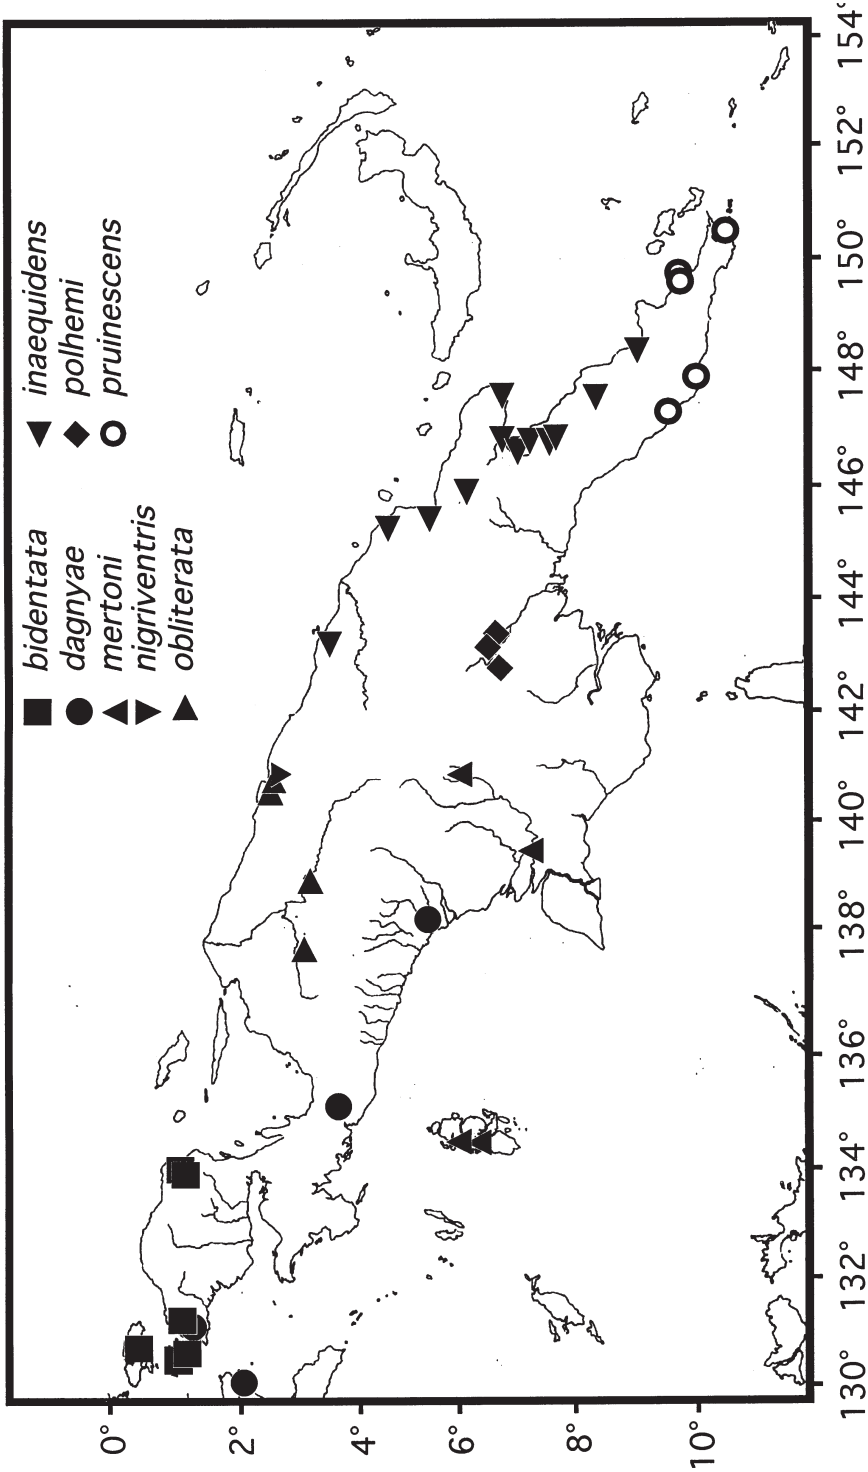 bidentata
dagnyae
mertoni
nigriventris
obliterata
inaequidens
polhemi
pruinescens
0°
2°
4°
6°
8°
10°
130°
132°
134°
136°
138°
140°
142°
144°
146°
148°
150°
152°
154°